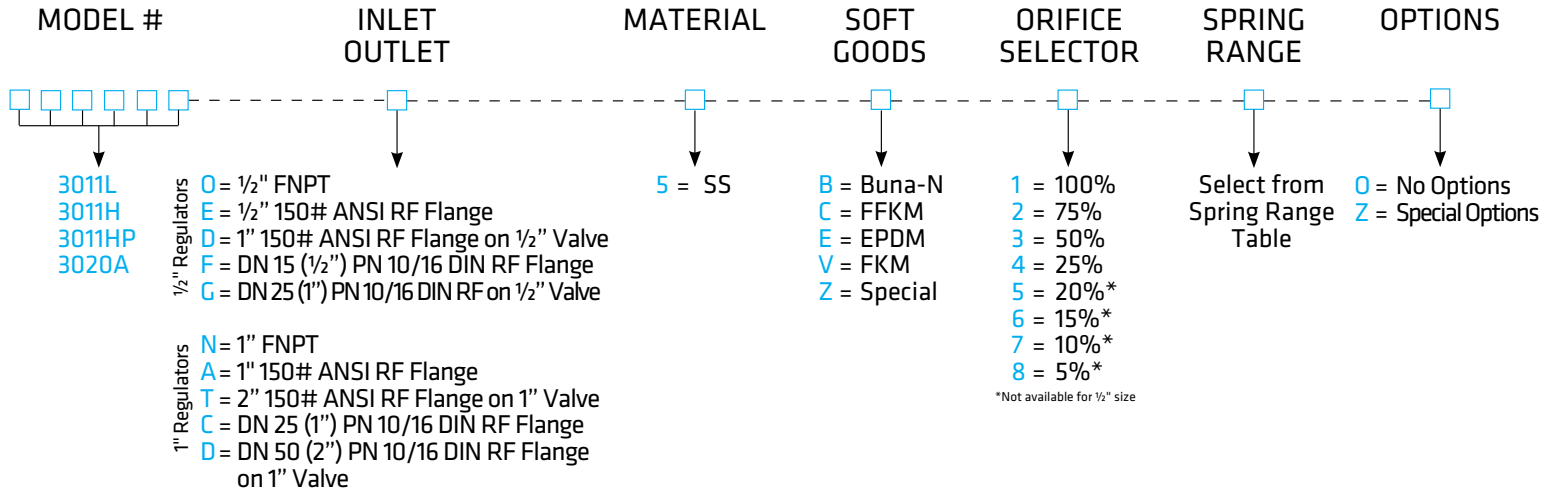 MODEL #
INLET
OUTLET
MATERIAL
SOFT
GOODS
ORIFICE
SELECTOR
SPRING
RANGE
OPTIONS
3011L
3011H
3011HP
3020A
½" Regulators
O = ½" FNPT
E = ½” 150# ANSI RF Flange
D = 1” 150# ANSI RF Flange on ½” Valve
F = DN 15 (½”) PN 10/16 DIN RF Flange
G = DN 25 (1”) PN 10/16 DIN RF on ½” Valve
1" Regulators
N = 1” FNPT
A = 1" 150# ANSI RF Flange
T = 2” 150# ANSI RF Flange on 1” Valve
C = DN 25 (1”) PN 10/16 DIN RF Flange
D = DN 50 (2”) PN 10/16 DIN RF Flange
on 1” Valve
5 = SS
B = Buna-N
C = FFKM
E = EPDM
V = FKM
Z = Special
1 = 100%
2 = 75%
3 = 50%
4 = 25%
5 = 20%*
6 = 15%*
7 = 10%*
8 = 5%*
*Not available for ½" size
Select from
Spring Range
Table
O = No Options
Z = Special Options